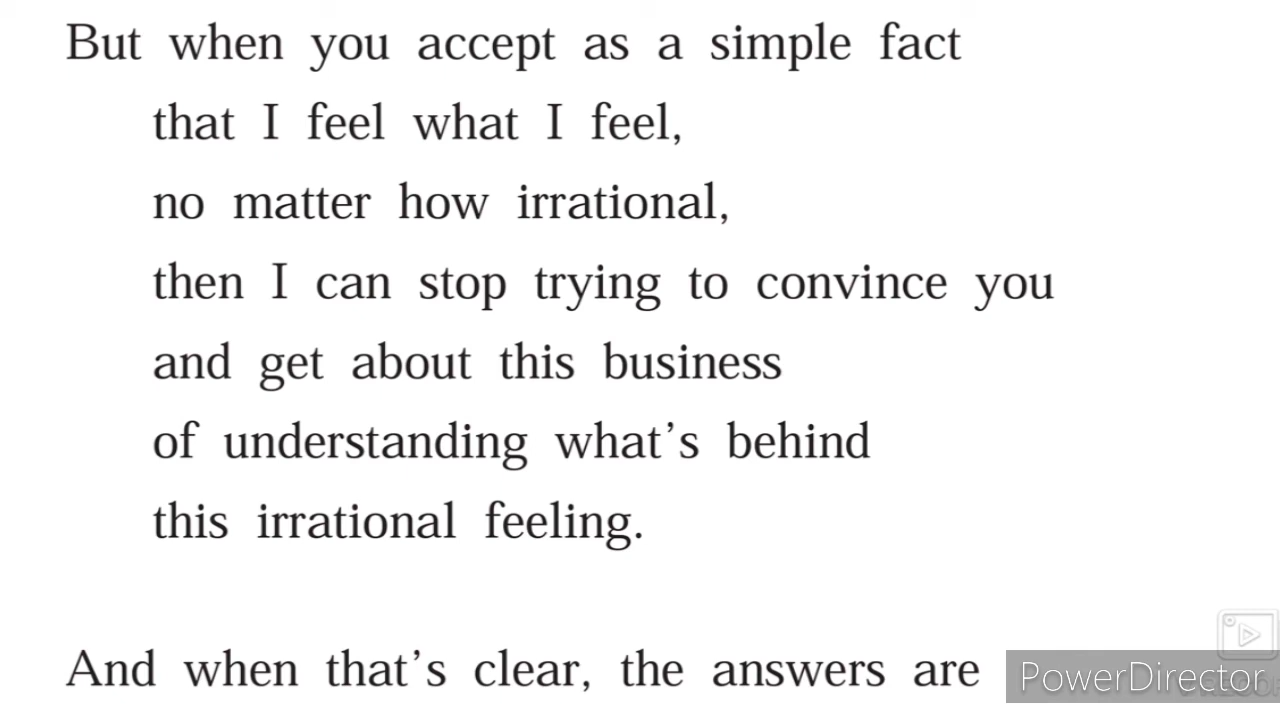 But when you accept as a simple fact
that I feel what I feel,
no matter how irrational,
then I can stop trying to convince you
and get about this business
of understanding what’s behind
this irrational feeling.
And when that’s clear, the answers are
PowerDirector